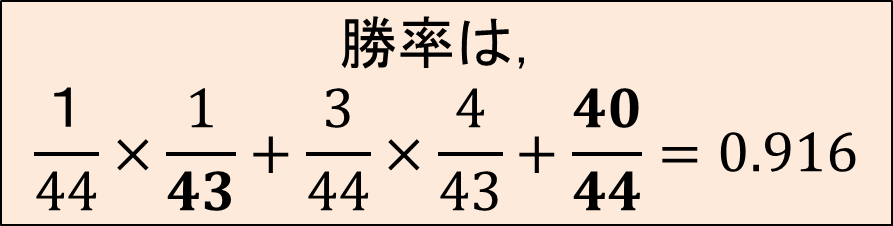 勝率は,
1/44 × 1/43 + 3/44 × 4/43 + 40/44 = 0.916